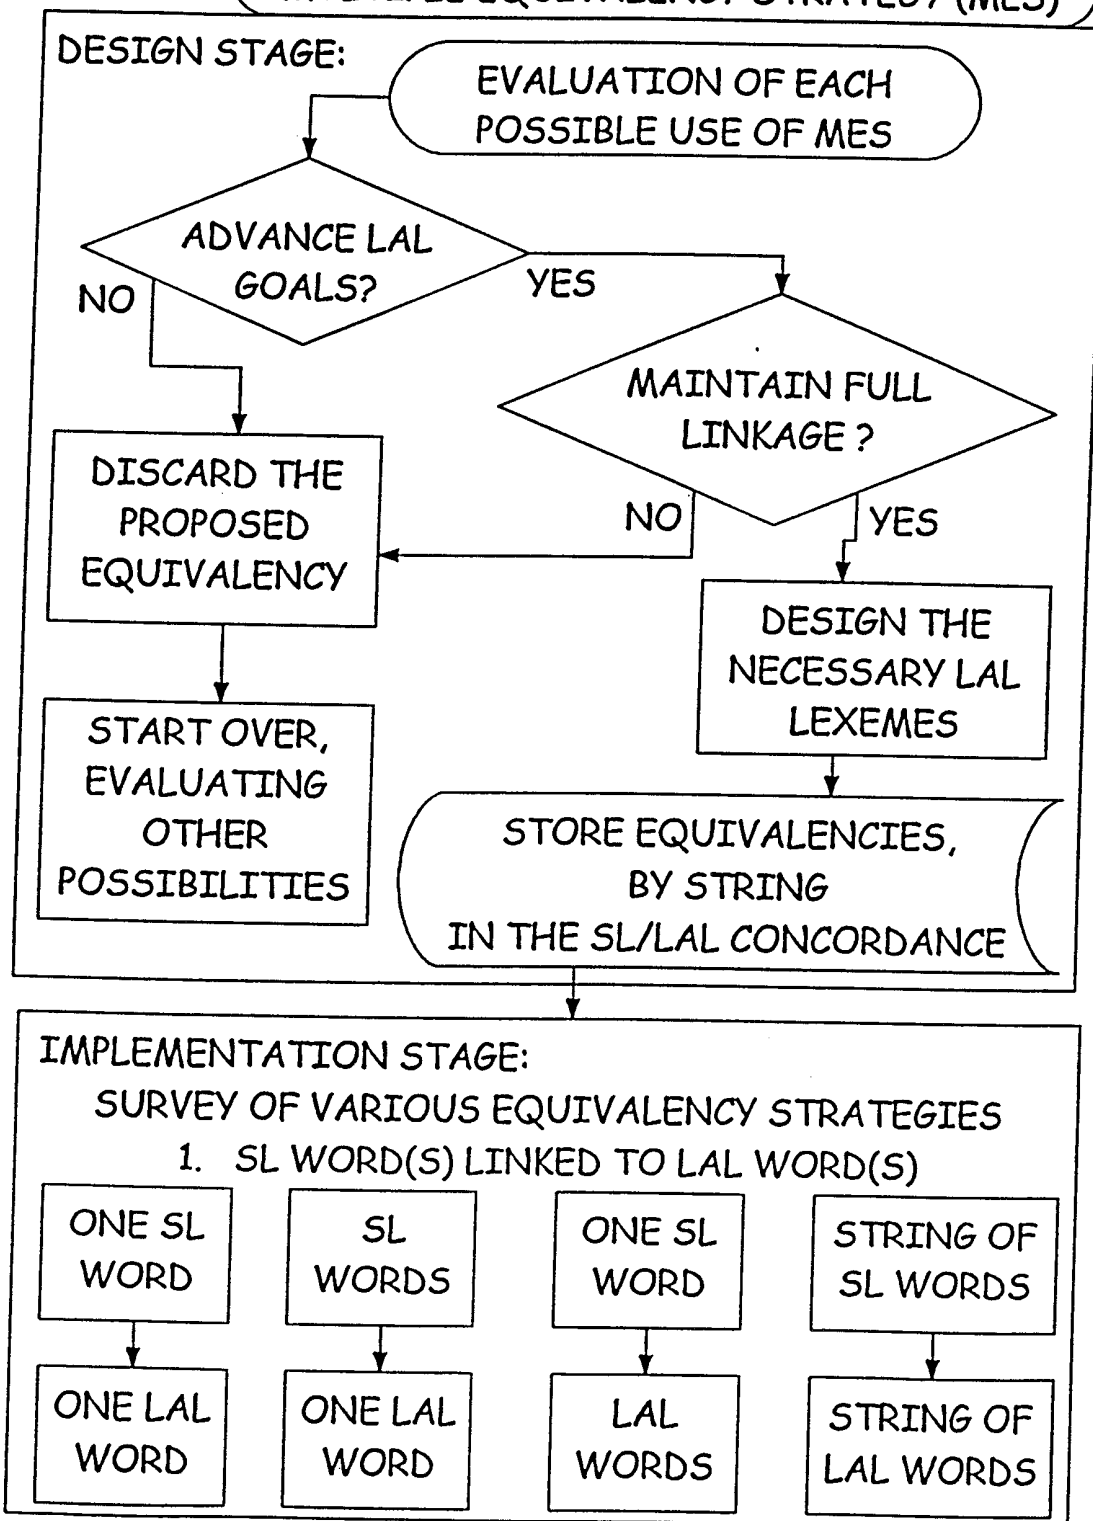 EQUIVALENCY STRATEGY (MES)
DESIGN STAGE:
EVALUATION OF EACH
POSSIBLE USE OF MES
ADVANCE LAL
GOALS?
NO
YES
MAINTAIN FULL
LINKAGE ?
NO
YES
DISCARD THE
PROPOSED
EQUIVALENCY
DESIGN THE
NECESSARY LAL
LEXEMES
START OVER,
EVALUATING
OTHER
POSSIBILITIES
STORE EQUIVALENCIES,
BY STRING
IN THE SL/LAL CONCORDANCE
IMPLEMENTATION STAGE:
SURVEY OF VARIOUS EQUIVALENCY STRATEGIES
1. SL WORD(S) LINKED TO LAL WORD(S)
ONE SL
WORD
SL
WORDS
ONE SL
WORD
STRING OF
SL WORDS
ONE LAL
WORD
ONE LAL
WORD
LAL
WORDS
STRING OF
LAL WORDS